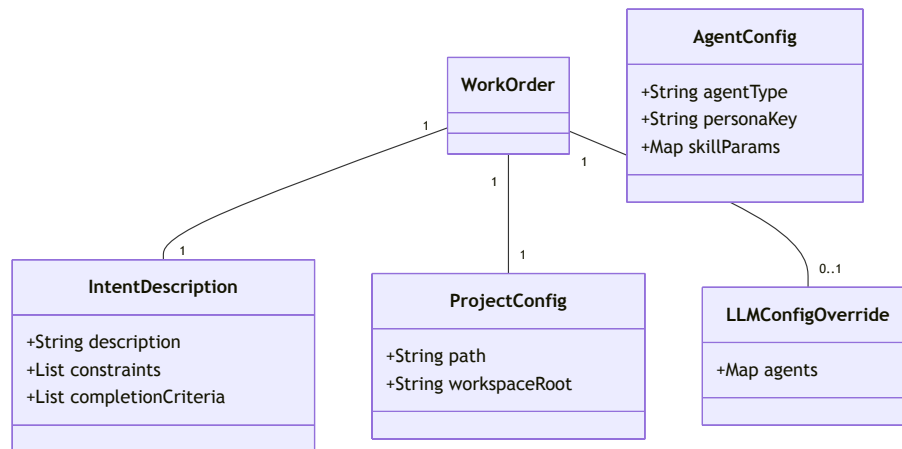 AgentConfig
+String agentType
+String personaKey
+Map skillParams
WorkOrder
1
1
1
1
1
0..1
IntentDescription
+String description
+List constraints
+List completionCriteria
ProjectConfig
+String path
+String workspaceRoot
LLMConfigOverride
+Map agents